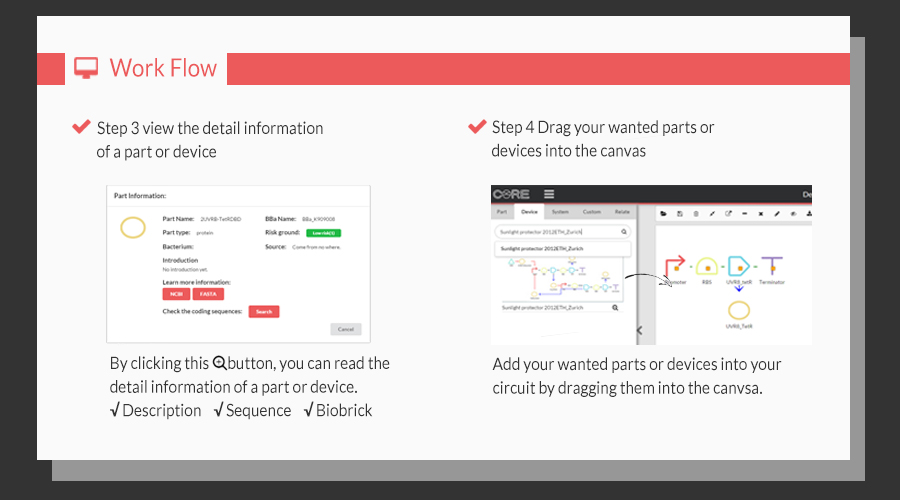 Work Flow
Step 3 view the detail information
of a part or device
Part Information:
Part Name: 2UVR8-TetRDBD
BBa Name: BBa_K909008
Part type: protein
Risk ground: Low risk(1)
Bacterium:
Source: Come from no where.
Introduction
No introduction yet.
Learn more information:
NCBI FASTA
Check the coding sequences: Search
Cancel
By clicking this button, you can read the
detail information of a part or device.
√Description √Sequence √Biobrick
Step 4 Drag your wanted parts or
devices into the canvas
CORE
De
Part Device System Custom Relate
Sunlight protector 2012ETH_Zurich
Sunlight protector 2012ETH_Zurich
Sunlight protector 2012ETH_Zurich
RBS UVR8_tetR Terminator
UVR8_TetR
Add your wanted parts or devices into your
circuit by dragging them into the canvsa.